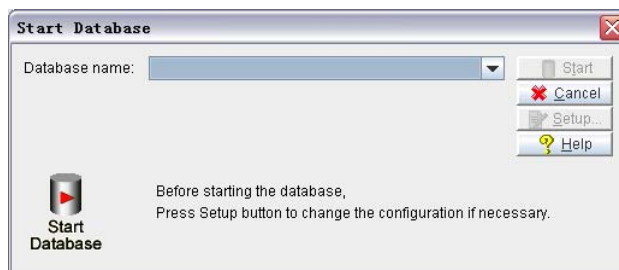 Start Database
Database name:
Start
Cancel
Setup...
Help
Before starting the database,
Press Setup button to change the configuration if necessary.
Start
Database